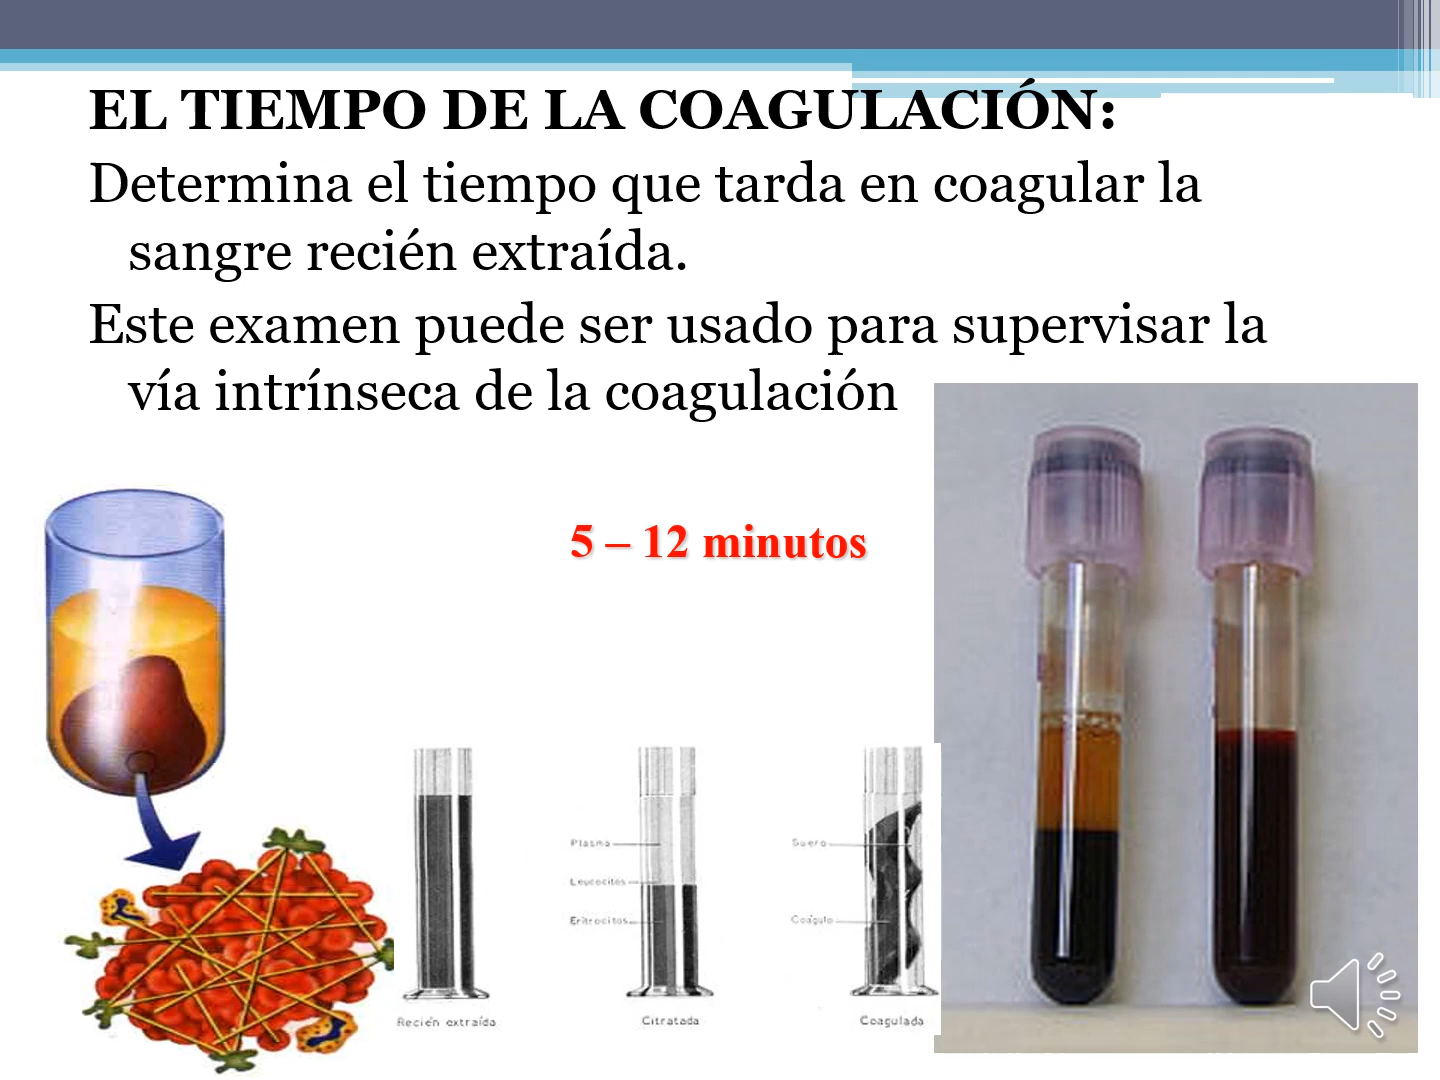 EL TIEMPO DE LA COAGULACIÓN:
Determina el tiempo que tarda en coagular la
sangre recién extraída.
Este examen puede ser usado para supervisar la
vía intrínseca de la coagulación
5 – 12 minutos
Plasma
Leucocitos
Eritrocitos
Suero
Coágulo
Recién extraída
Citratada
Coagulada